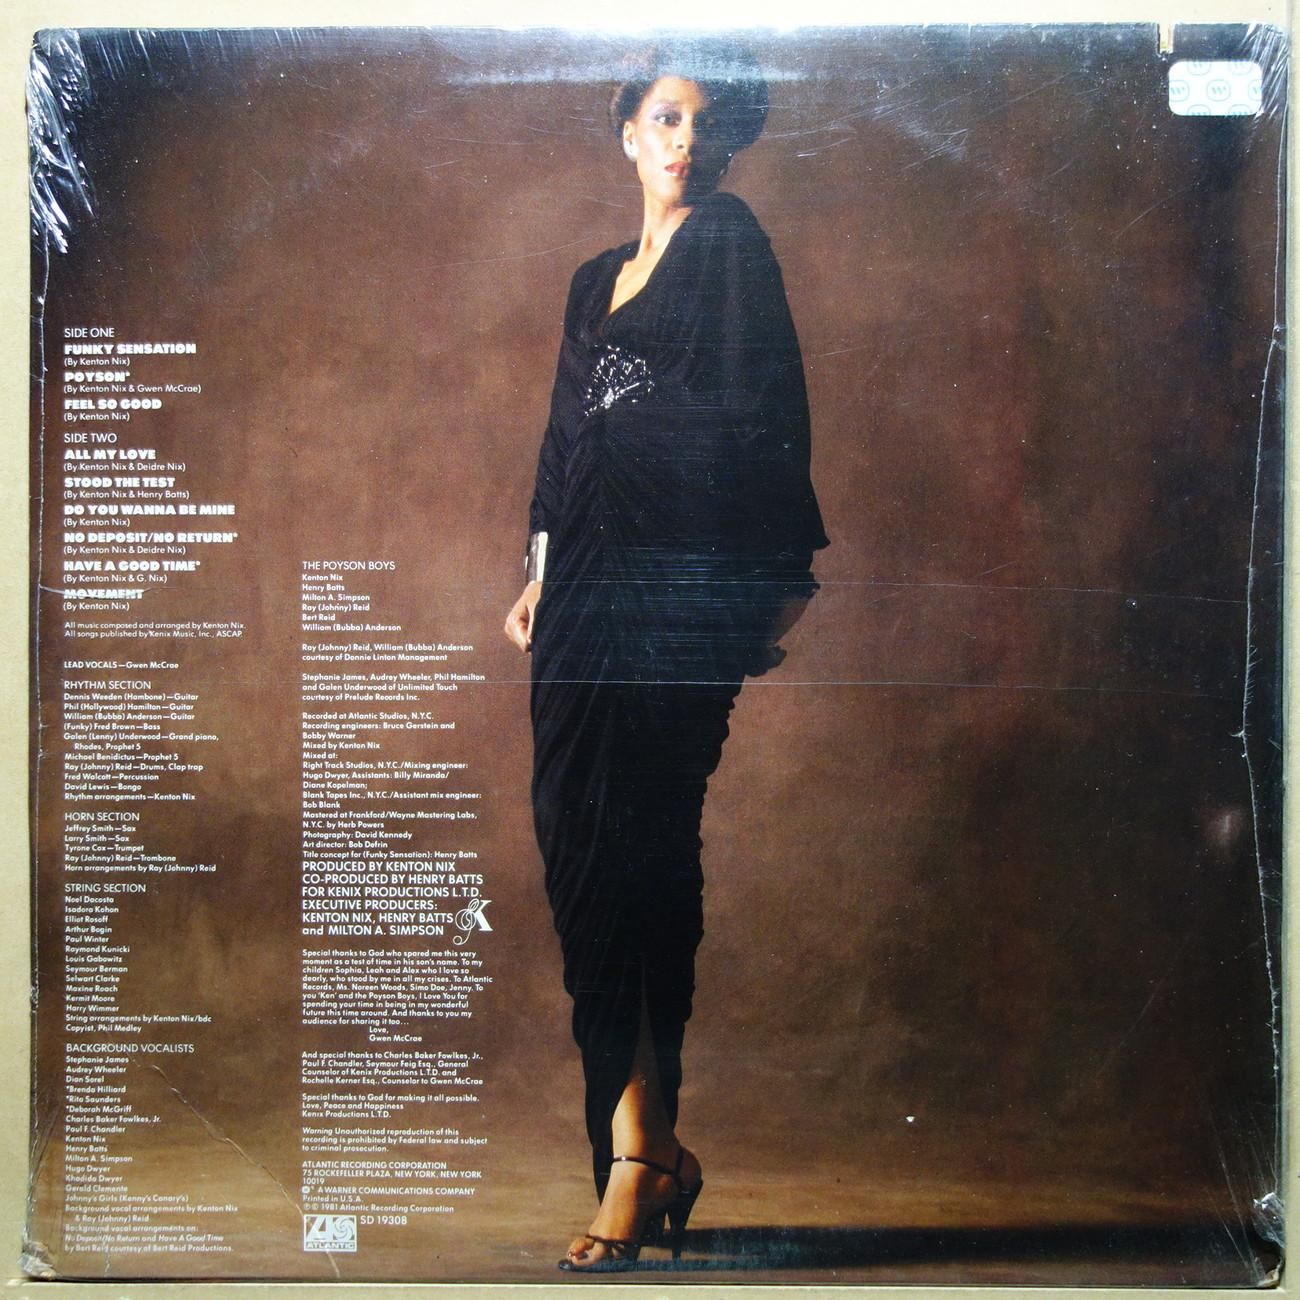 SIDE ONE
FUNKY SENSATION
(By Kenton Nix)
POYSON*
(By Kenton Nix & Gwen McCrae)
FEEL SO GOOD
(By Kenton Nix)
SIDE TWO
ALL MY LOVE
(By Kenton Nix & Deidre Nix)
STOOD THE TEST
(By Kenton Nix & Henry Batts)
DO YOU WANNA BE MINE
(By Kenton Nix)
NO DEPOSIT/NO RETURN*
(By Kenton Nix & Deidre Nix)
HAVE A GOOD TIME*
(By Kenton Nix & G. Nix)
MOVEMENT
(By Kenton Nix)
All music composed and arranged by Kenton Nix.
All songs published by Kenix Music, Inc., ASCAP.
LEAD VOCALS—Gwen McCrae
RHYTHM SECTION
Dennis Weeden (Hambone)—Guitar
Phil (Hollywood) Hamilton—Guitar
William (Bubba) Anderson—Guitar
(Funky) Fred Brown—Bass
Galen (Lenny) Underwood—Grand piano,
Rhodes, Prophet 5
Michael Benidictus—Prophet 5
Ray (Johnny) Reid—Drums, Clap trap
Fred Walcott—Percussion
David Lewis—Bongo
Rhythm arrangements—Kenton Nix
HORN SECTION
Jeffrey Smith—Sax
Larry Smith—Sax
Tyrone Cox—Trumpet
Ray (Johnny) Reid—Trombone
Horn arrangements by Ray (Johnny) Reid
STRING SECTION
Noel Dacosta
Isadora Kohon
Elliot Rosoff
Arthur Bogin
Paul Winter
Raymond Kunicki
Louis Gabowitz
Seymour Berman
Selwart Clarke
Maxine Roach
Kermit Moore
Harry Wimmer
String arrangements by Kenton Nix/bdc
Copyist, Phil Medley
BACKGROUND VOCALISTS
Stephanie James
Audrey Wheeler
Dian Sorel
*Brenda Hilliard
*Rita Saunders
*Deborah McGriff
Charles Baker Fowlkes, Jr.
Paul F. Chandler
Kenton Nix
Henry Batts
Milton A. Simpson
Hugo Dwyer
Khadida Dwyer
Gerald Clemente
Johnny's Girls (Kenny's Canary's)
Background vocal arrangements by Kenton Nix
& Ray (Johnny) Reid
Background vocal arrangements on:
No Deposit/No Return and Have A Good Time
by Bert Reid courtesy of Bert Reid Productions.
THE POYSON BOYS
Kenton Nix
Henry Batts
Milton A. Simpson
Ray (Johnny) Reid
Bert Reid
William (Bubba) Anderson
Ray (Johnny) Reid, William (Bubba) Anderson
courtesy of Donnie Linton Management
Stephanie James, Audrey Wheeler, Phil Hamilton
and Galen Underwood of Unlimited Touch
courtesy of Prelude Records Inc.
Recorded at Atlantic Studios, N.Y.C.
Recording engineers: Bruce Gerstein and
Bobby Warner
Mixed by Kenton Nix
Mixed at:
Right Track Studios, N.Y.C./Mixing engineer:
Hugo Dwyer, Assistants: Billy Miranda/
Diane Kopelman;
Blank Tapes Inc., N.Y.C./Assistant mix engineer:
Bob Blank
Mastered at Frankford/Wayne Mastering Labs,
N.Y.C. by Herb Powers
Photography: David Kennedy
Art director: Bob Defrin
Title concept for (Funky Sensation): Henry Batts
PRODUCED BY KENTON NIX
CO-PRODUCED BY HENRY BATTS
FOR KENIX PRODUCTIONS L.T.D.
EXECUTIVE PRODUCERS:
KENTON NIX, HENRY BATTS
and MILTON A. SIMPSON
Special thanks to God who spared me this very
moment as a test of time in his son's name. To my
children Sophia, Leah and Alex who I love so
dearly, who stood by me in all my crises. To Atlantic
Records, Ms. Noreen Woods, Simo Doe, Jenny. To
you 'Ken' and the Poyson Boys, I Love You for
spending your time in being in my wonderful
future this time around. And thanks to you my
audience for sharing it too...
Love,
Gwen McCrae
And special thanks to Charles Baker Fowlkes, Jr.,
Paul F. Chandler, Seymour Feig Esq., General
Counselor of Kenix Productions L.T.D. and
Rochelle Kerner Esq., Counselor to Gwen McCrae
Special thanks to God for making it all possible.
Love, Peace and Happiness
Kenix Productions L.T.D.
Warning Unauthorized reproduction of this
recording is prohibited by Federal law and subject
to criminal prosecution.
ATLANTIC RECORDING CORPORATION
75 ROCKEFELLER PLAZA, NEW YORK, NEW YORK
10019
A WARNER COMMUNICATIONS COMPANY
Printed in U.S.A.
℗ © 1981 Atlantic Recording Corporation
ATLANTIC SD 19308